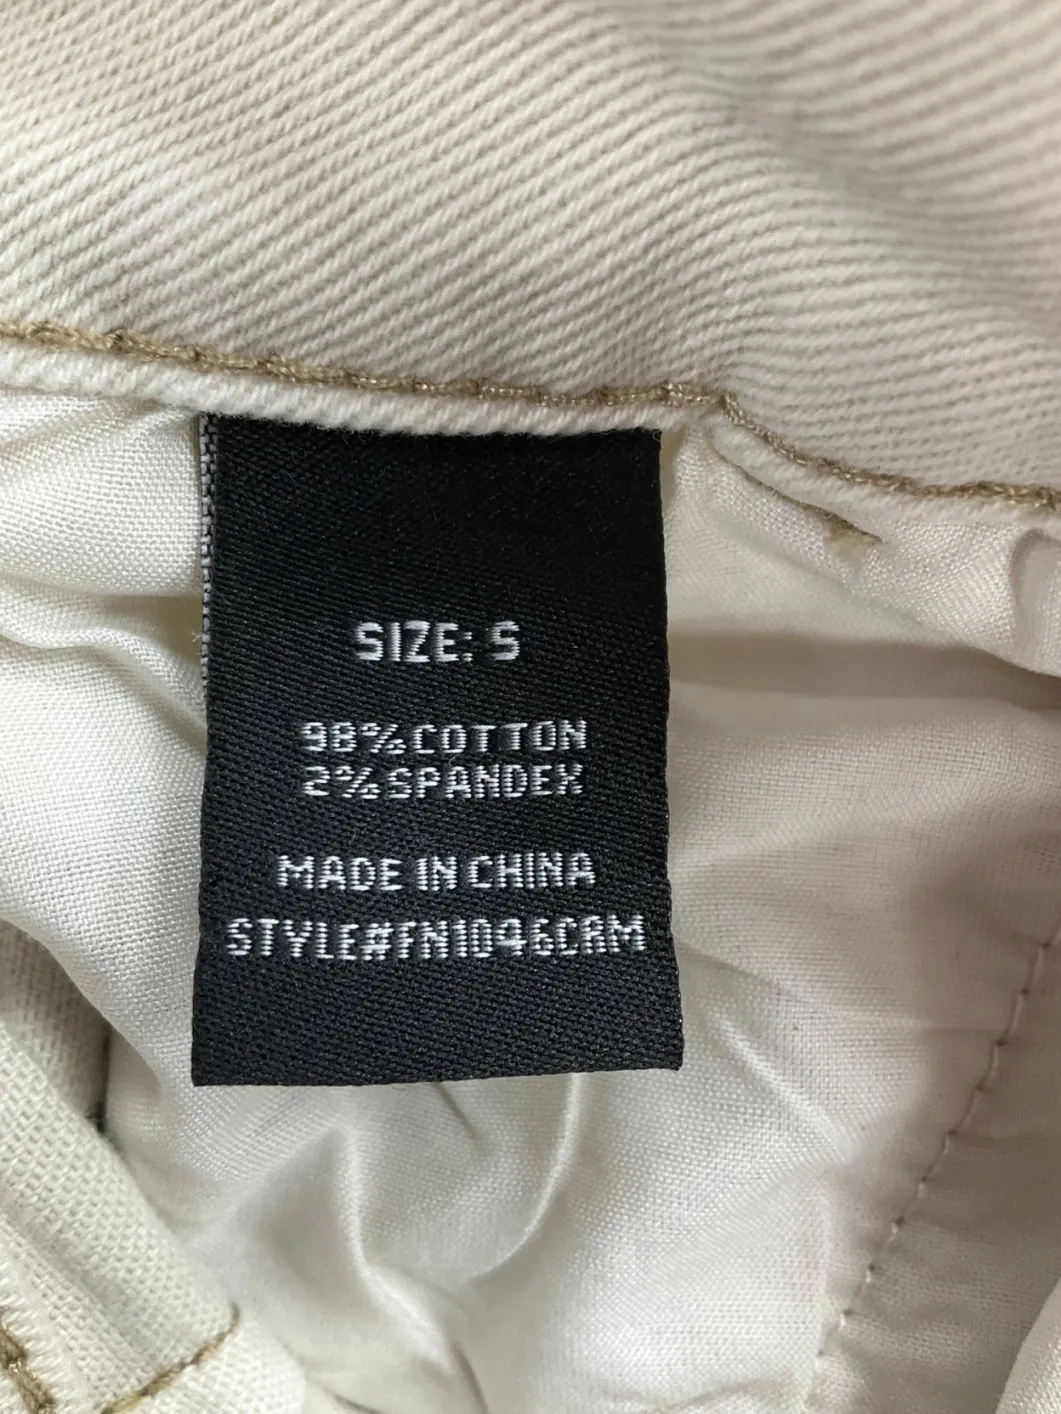 SIZE: S
98%COTTON
2%SPANDEX
MADE IN CHINA
STYLE#FN1046CRM